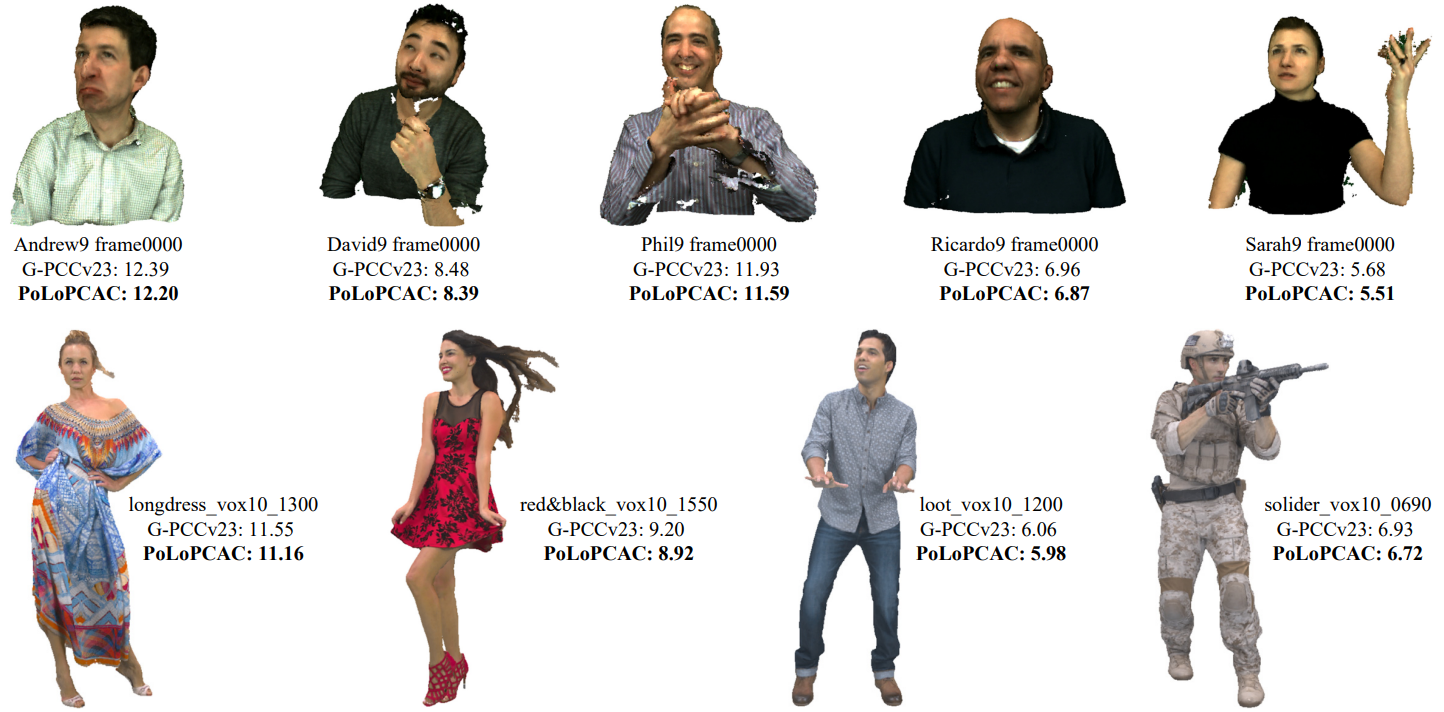 Andrew9 frame0000
G-PCCv23: 12.39
PoLoPCAC: 12.20
David9 frame0000
G-PCCv23: 8.48
PoLoPCAC: 8.39
Phil9 frame0000
G-PCCv23: 11.93
PoLoPCAC: 11.59
Ricardo9 frame0000
G-PCCv23: 6.96
PoLoPCAC: 6.87
Sarah9 frame0000
G-PCCv23: 5.68
PoLoPCAC: 5.51
longdress_vox10_1300
G-PCCv23: 11.55
PoLoPCAC: 11.16
red&black_vox10_1550
G-PCCv23: 9.20
PoLoPCAC: 8.92
loot_vox10_1200
G-PCCv23: 6.06
PoLoPCAC: 5.98
solider_vox10_0690
G-PCCv23: 6.93
PoLoPCAC: 6.72